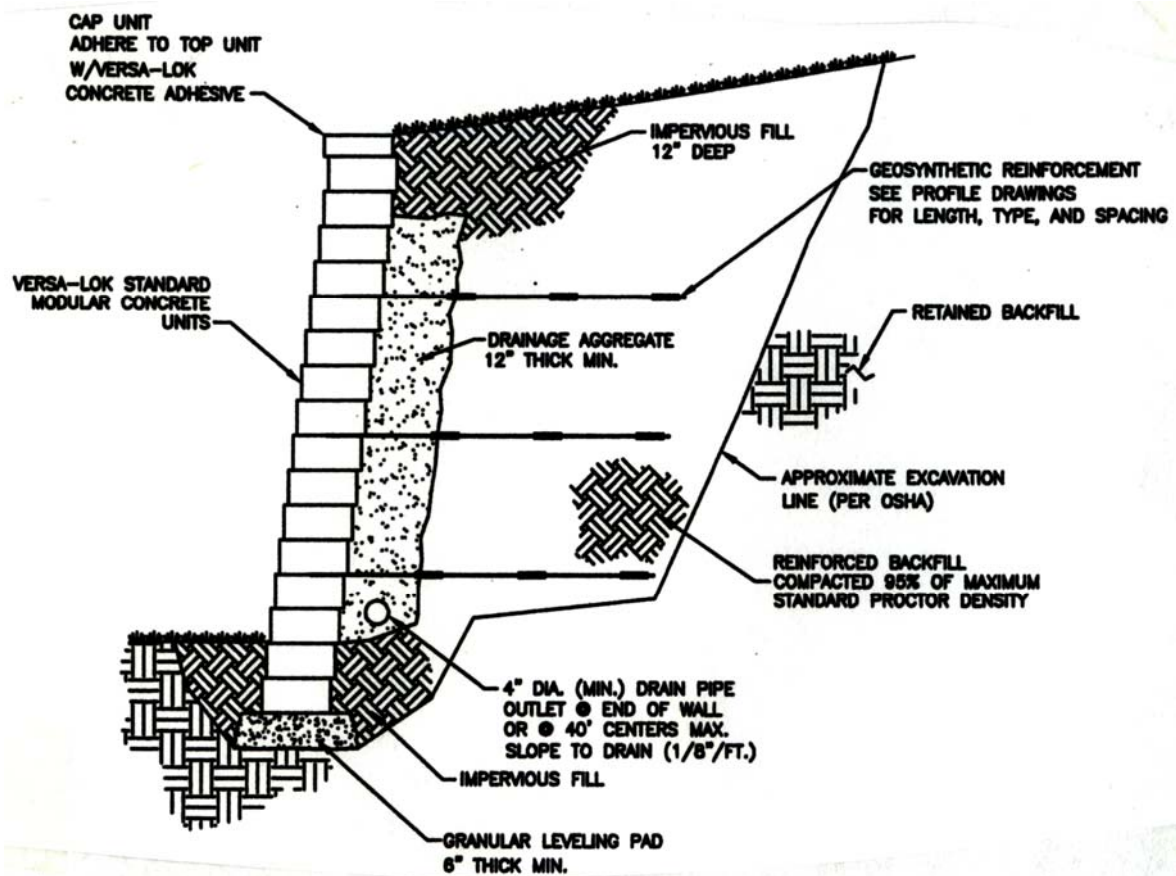 CAP UNIT
ADHERE TO TOP UNIT
W/VERSA-LOK
CONCRETE ADHESIVE
IMPERVIOUS FILL
12" DEEP
GEOSYNTHETIC REINFORCEMENT
SEE PROFILE DRAWINGS
FOR LENGTH, TYPE, AND SPACING
VERSA-LOK STANDARD
MODULAR CONCRETE
UNITS
RETAINED BACKFILL
DRAINAGE AGGREGATE
12" THICK MIN.
APPROXIMATE EXCAVATION
LINE (PER OSHA)
REINFORCED BACKFILL
COMPACTED 95% OF MAXIMUM
STANDARD PROCTOR DENSITY
4" DIA. (MIN.) DRAIN PIPE
OUTLET @ END OF WALL
OR @ 40' CENTERS MAX.
SLOPE TO DRAIN (1/8"/FT.)
IMPERVIOUS FILL
GRANULAR LEVELING PAD
6" THICK MIN.